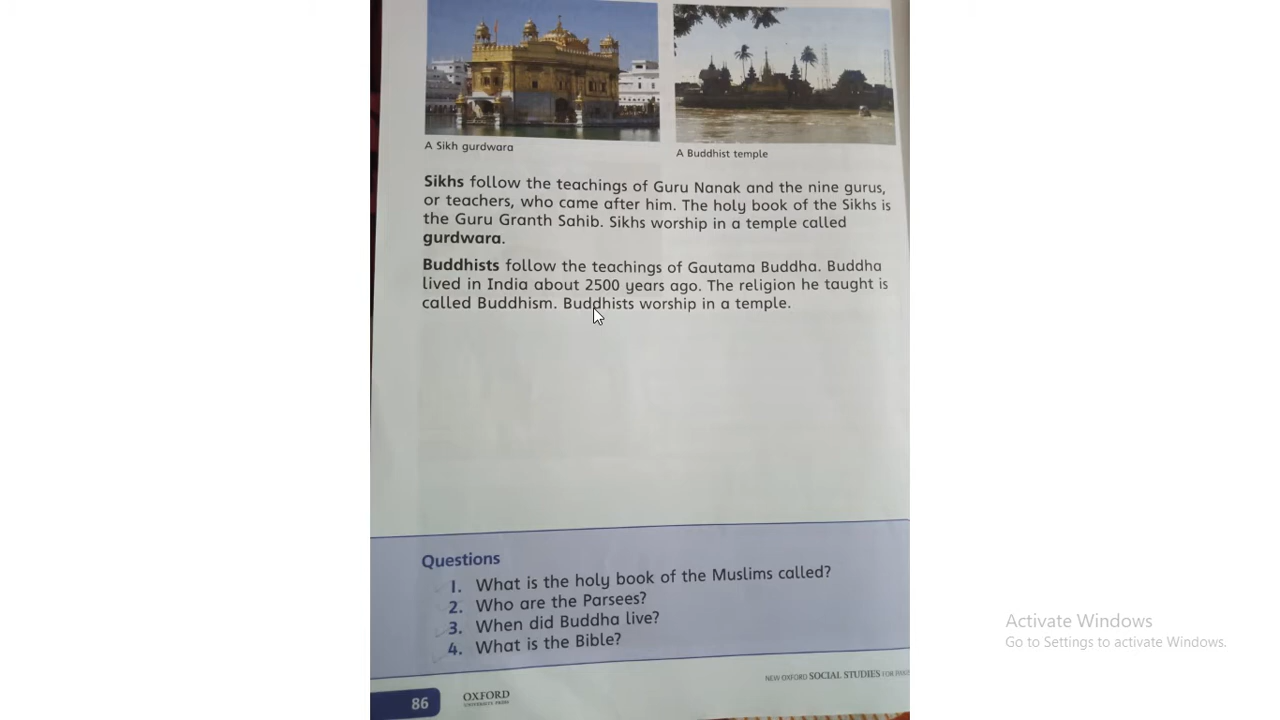 A Sikh gurdwara
A Buddhist temple
Sikhs follow the teachings of Guru Nanak and the nine gurus,
or teachers, who came after him. The holy book of the Sikhs is
the Guru Granth Sahib. Sikhs worship in a temple called
gurdwara.
Buddhists follow the teachings of Gautama Buddha. Buddha
lived in India about 2500 years ago. The religion he taught is
called Buddhism. Buddhists worship in a temple.
Questions
1. What is the holy book of the Muslims called?
2. Who are the Parsees?
3. When did Buddha live?
4. What is the Bible?
Activate Windows
Go to Settings to activate Windows.
NEW OXFORD SOCIAL STUDIES FOR
86
OXFORD
UNIVERSITY PRESS